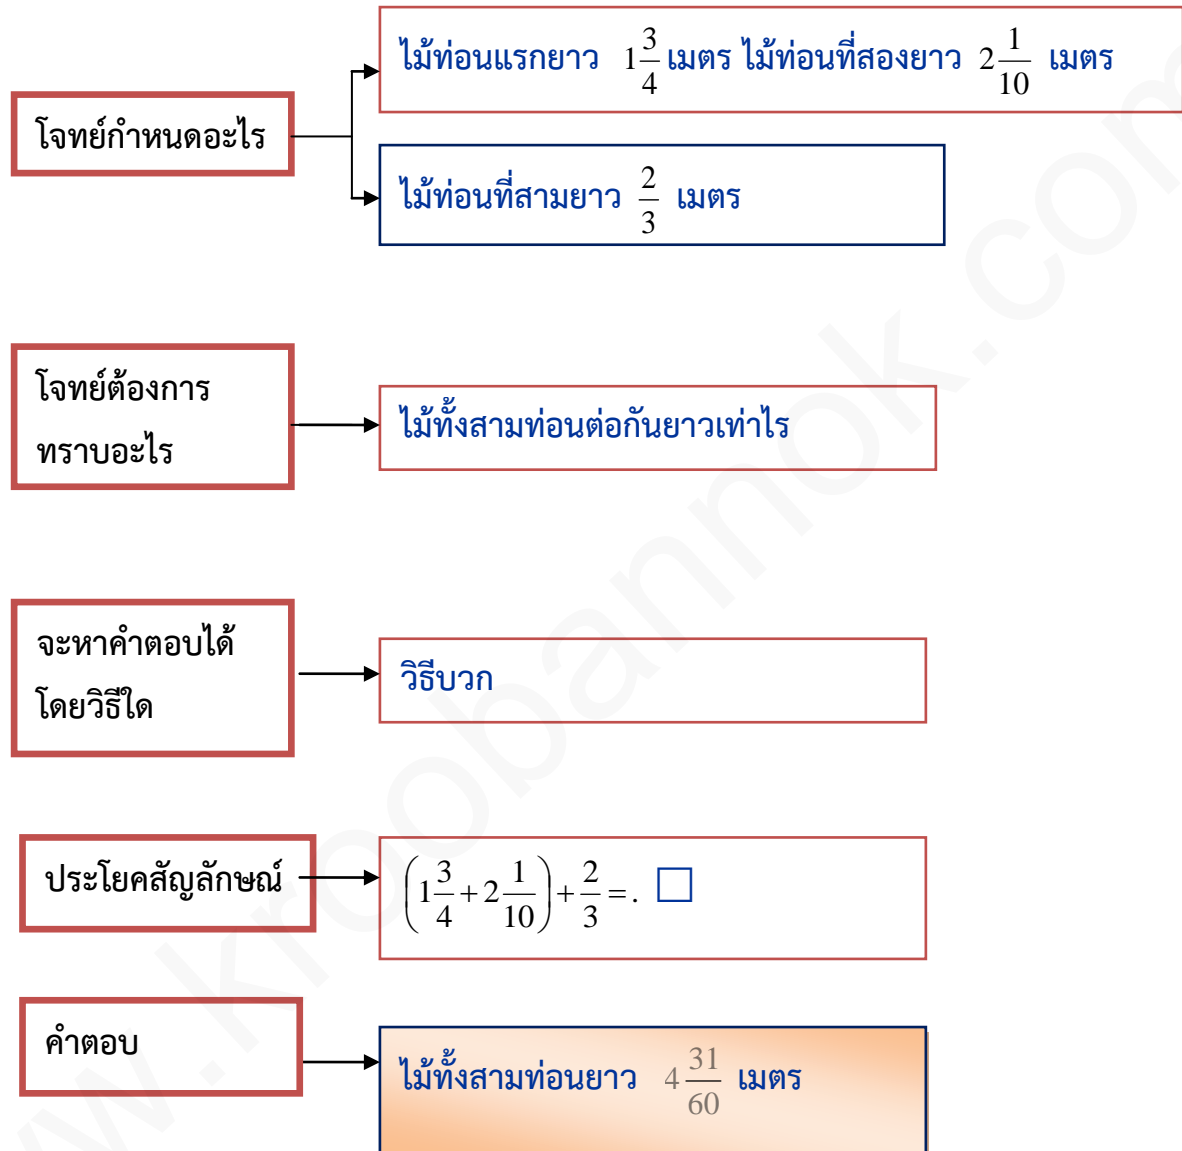 โจทย์กำหนดอะไร
ไม้ท่อนแรกยาว 1 3/4 เมตร ไม้ท่อนที่สองยาว 2 1/10 เมตร
ไม้ท่อนที่สามยาว 2/3 เมตร
โจทย์ต้องการ
ทราบอะไร
ไม้ทั้งสามท่อนต่อกันยาวเท่าไร
จะหาคำตอบได้
โดยวิธีใด
วิธีบวก
ประโยคสัญลักษณ์
(1 3/4 + 2 1/10) + 2/3 = . □
คำตอบ
ไม้ทั้งสามท่อนยาว 4 31/60 เมตร
www.kroobannok.com